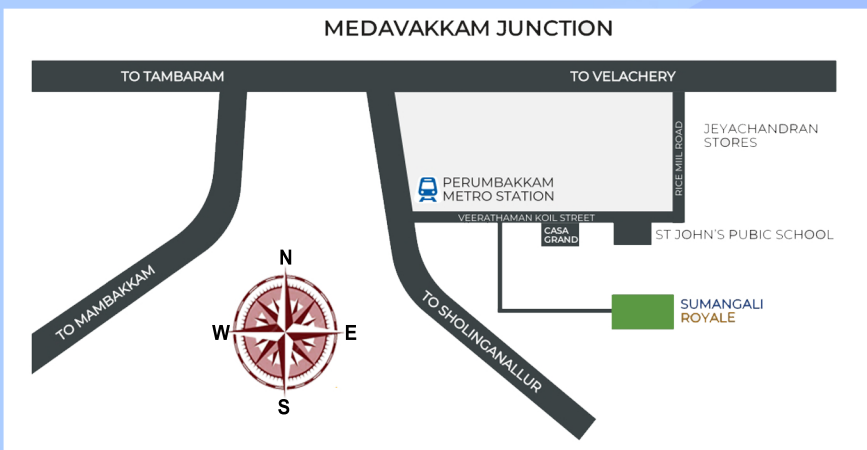 MEDAVAKKAM JUNCTION
TO TAMBARAM
TO VELACHERY
JEYACHANDRAN
STORES
RICE MIIL ROAD
PERUMBAKKAM
METRO STATION
VEERATHAMAN KOIL STREET
CASA
GRAND
ST JOHN'S PUBIC SCHOOL
TO MAMBAKKAM
N
W
E
S
TO SHOLINGANALLUR
SUMANGALI
ROYALE